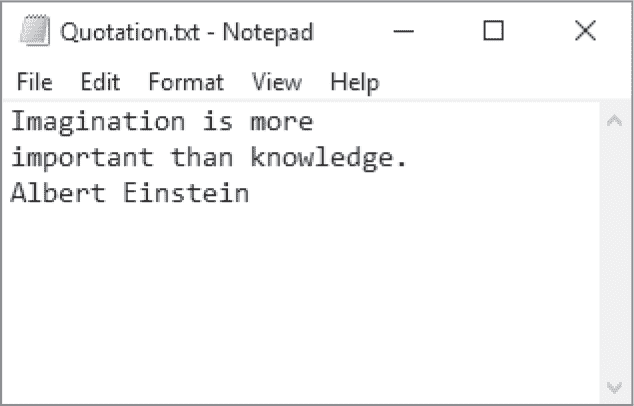 Quotation.txt - Notepad
File Edit Format View Help
Imagination is more
important than knowledge.
Albert Einstein